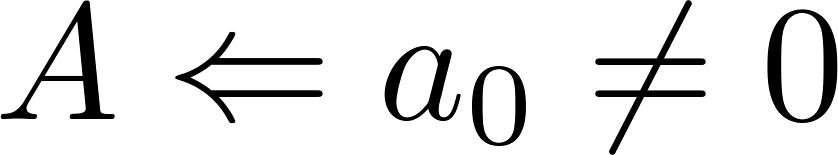 A ⇐ a₀ ≠ 0